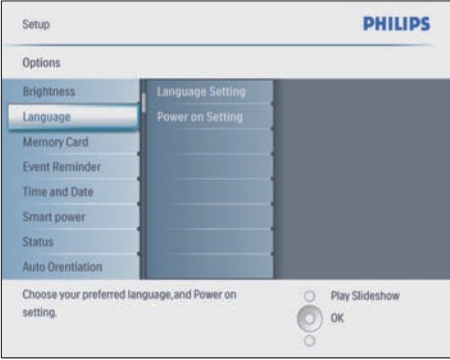 Setup
PHILIPS
Options
Brightness
Language
Memory Card
Event Reminder
Time and Date
Smart power
Status
Auto Orentiation
Language Setting
Power on Setting
Choose your preferred language,and Power on
setting.
Play Slideshow
OK